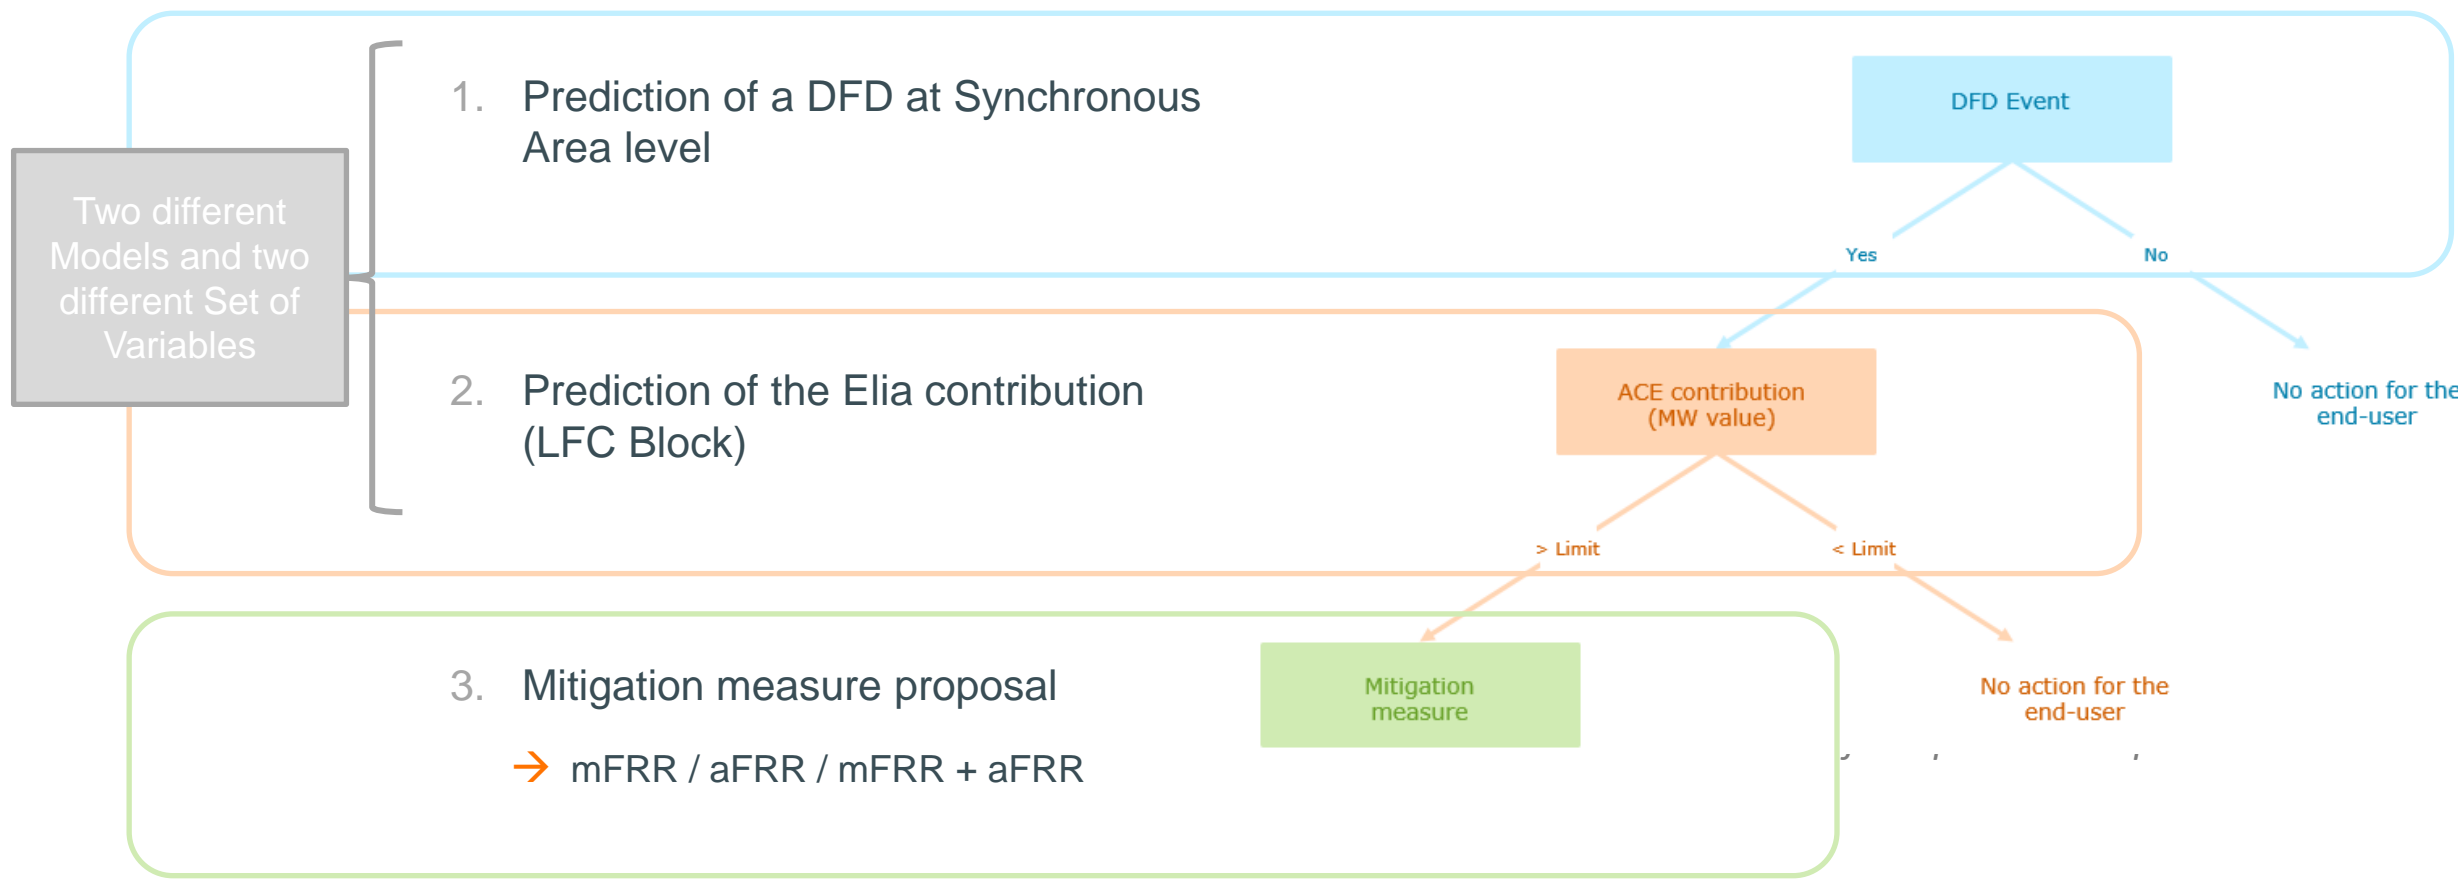 Two different
Models and two
different Set of
Variables
1. Prediction of a DFD at Synchronous
Area level
DFD Event
Yes
No
2. Prediction of the Elia contribution
(LFC Block)
ACE contribution
(MW value)
No action for the
end-user
> Limit
< Limit
3. Mitigation measure proposal
→ mFRR / aFRR / mFRR + aFRR
Mitigation
measure
No action for the
end-user